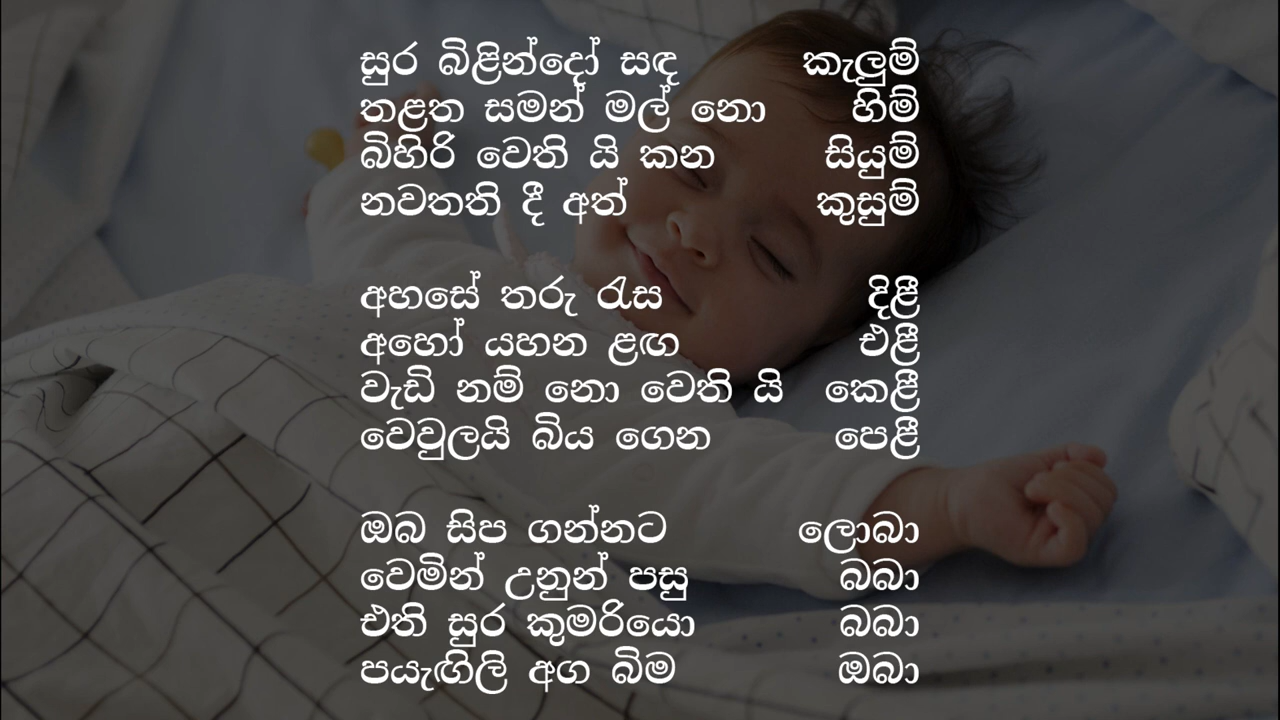 සුර බිළින්දෝ සඳ කැලුම්
තළත සමන් මල් නො හිම්
බිහිරි වෙති යි කන සියුම්
නවතති දී අත් කුසුම්
අහසේ තරු රැස දිළී
අහෝ යහන ළඟ එළී
වැඩි නම් නො වෙති යි කෙළී
වෙවුලයි බිය ගෙන පෙළී
ඔබ සිප ගන්නට ලොබා
වෙමින් උනුන් පසු බබා
එති සුර කුමරියො බබා
පයැඟිලි අග බිම ඔබා